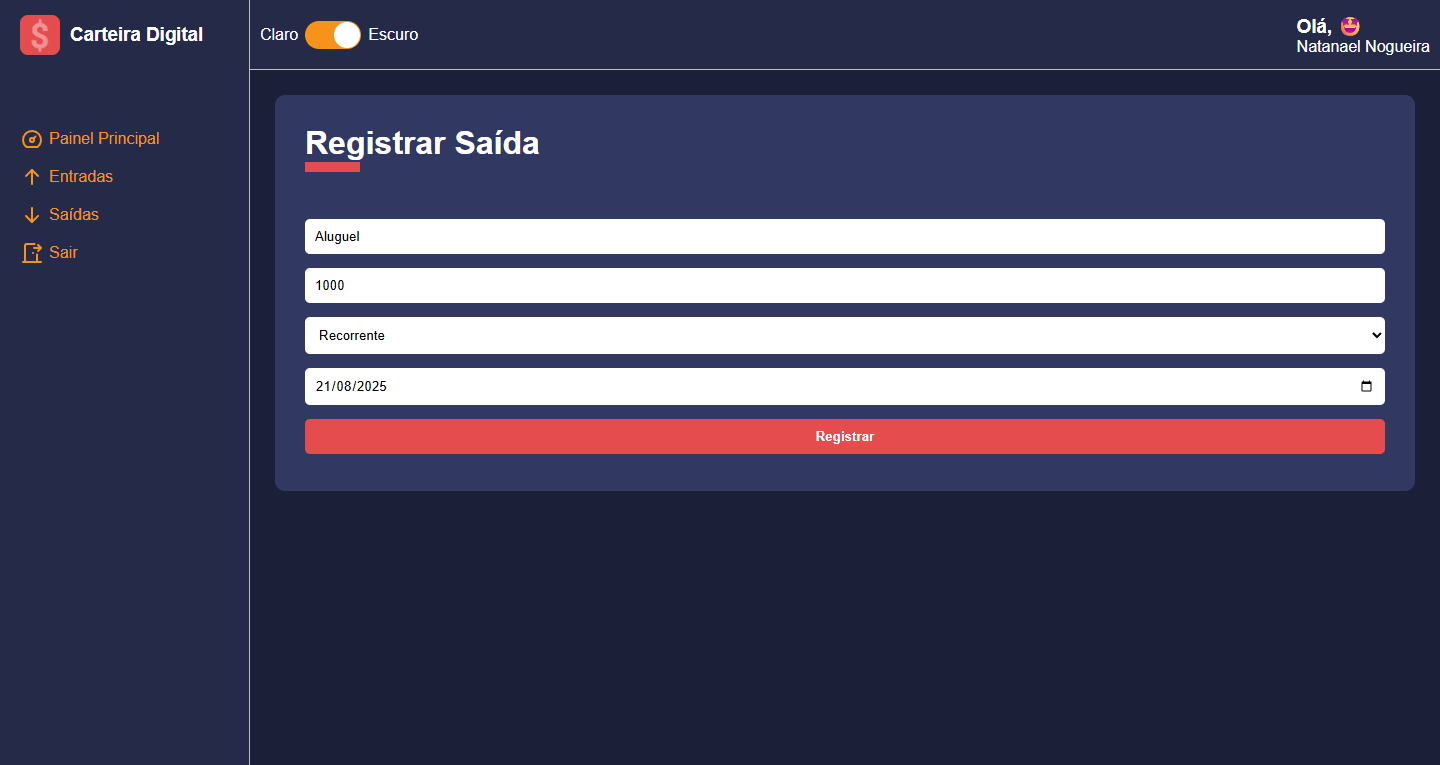 Carteira Digital
Claro Escuro
Olá, 🤩
Natanael Nogueira
Painel Principal
Entradas
Saídas
Sair
Registrar Saída
Aluguel
1000
Recorrente
21/08/2025
Registrar